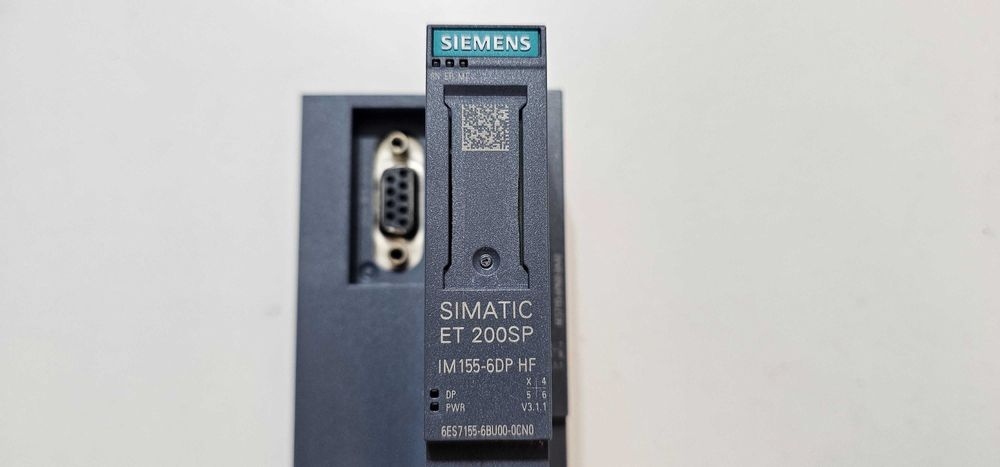 SIEMENS
RN ER MT
SIMATIC
ET 200SP
IM155-6DP HF
X 4
5 6
DP
PWR V3.1.1
6ES7155-6BU00-0CN0